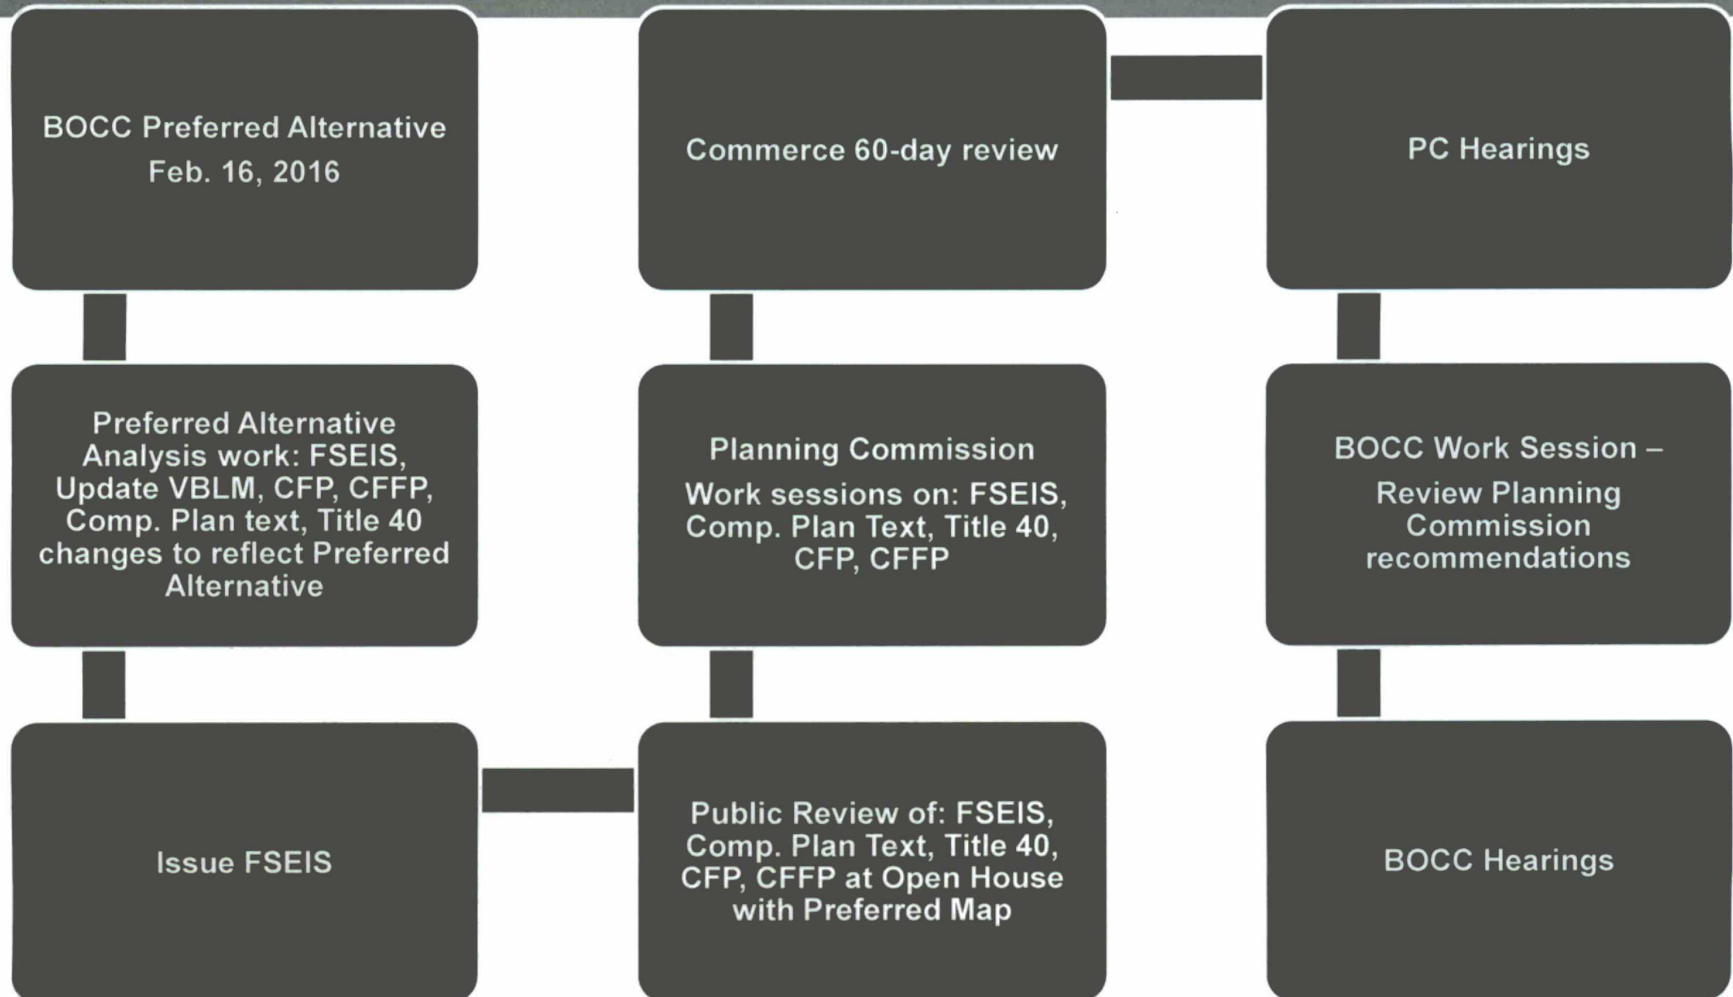 BOCC Preferred Alternative
Feb. 16, 2016
Preferred Alternative
Analysis work: FSEIS,
Update VBLM, CFP, CFFP,
Comp. Plan text, Title 40
changes to reflect Preferred
Alternative
Issue FSEIS
Public Review of: FSEIS,
Comp. Plan Text, Title 40,
CFP, CFFP at Open House
with Preferred Map
Planning Commission
Work sessions on: FSEIS,
Comp. Plan Text, Title 40,
CFP, CFFP
Commerce 60-day review
PC Hearings
BOCC Work Session –
Review Planning
Commission
recommendations
BOCC Hearings